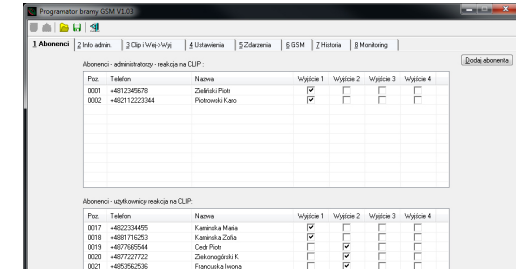 Programator bramy GSM V1.03
1 Abonenci 2 Info admin. 3 Clip i Wej->Wyj 4 Ustawienia 5 Zdarzenia 6 GSM 7 Historia 8 Monitoring
Dodaj abonenta
Abonenci - administratorzy - reakcja na CLIP :
Poz. Telefon Nazwa Wyjście 1 Wyjście 2 Wyjście 3 Wyjście 4
0001 +4812345678 Zieliński Piotr
0002 +482112223344 Piotrowski Karo
Abonenci - użytkownicy reakcja na CLIP:
Poz. Telefon Nazwa Wyjście 1 Wyjście 2 Wyjście 3 Wyjście 4
0017 +4822334455 Kaminska Maria
0018 +4881716253 Kaminska Zofia
0019 +4877665544 Cedr Piotr
0020 +4877227722 Ziekonogórski K
0021 +4853562536 Francuska Iwona